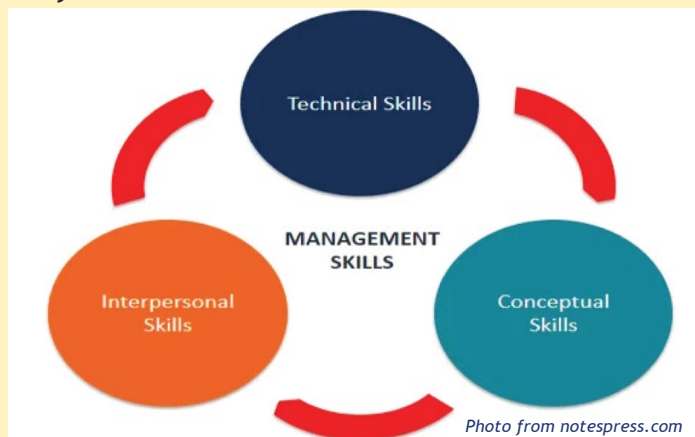 Technical Skills
MANAGEMENT
SKILLS
Interpersonal
Skills
Conceptual
Skills
Photo from notespress.com